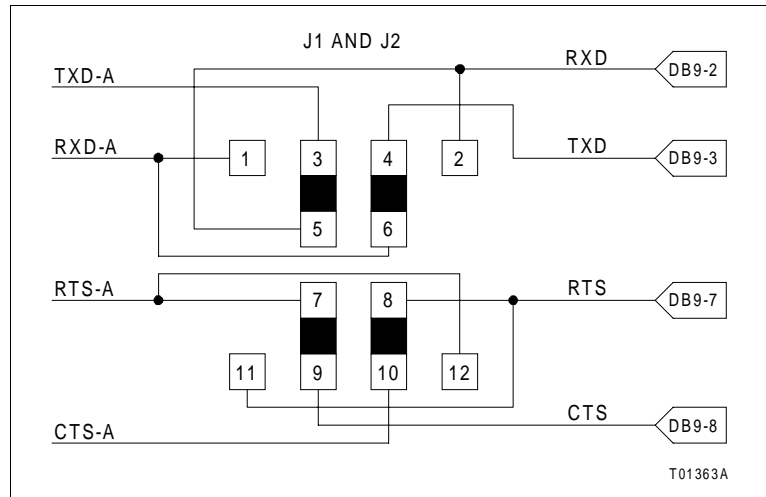 J1 AND J2
RXD
DB9-2
TXD-A
RXD-A
1
3
4
2
TXD
DB9-3
5
6
RTS-A
7
8
RTS
DB9-7
11
9
10
12
CTS-A
CTS
DB9-8
T01363A